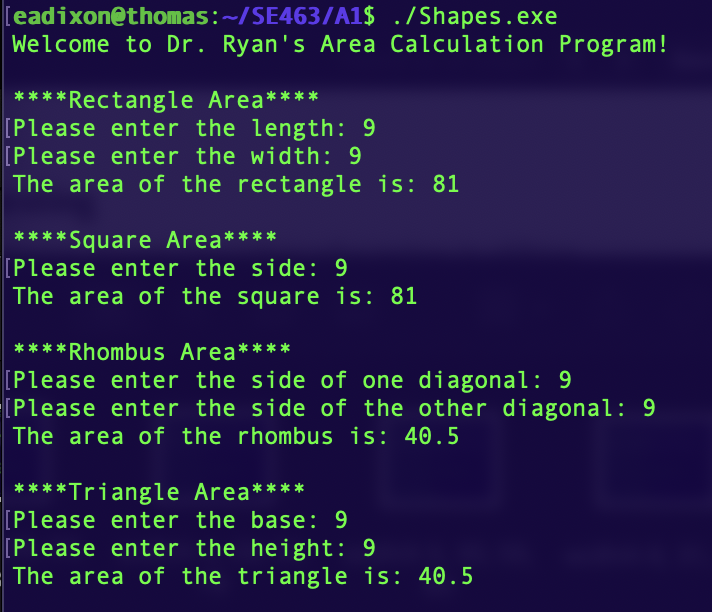 [eadixon@thomas:~/SE463/A1$ ./Shapes.exe
Welcome to Dr. Ryan's Area Calculation Program!
****Rectangle Area****
[Please enter the length: 9
[Please enter the width: 9
The area of the rectangle is: 81
****Square Area****
[Please enter the side: 9
The area of the square is: 81
****Rhombus Area****
[Please enter the side of one diagonal: 9
[Please enter the side of the other diagonal: 9
The area of the rhombus is: 40.5
****Triangle Area****
[Please enter the base: 9
[Please enter the height: 9
The area of the triangle is: 40.5